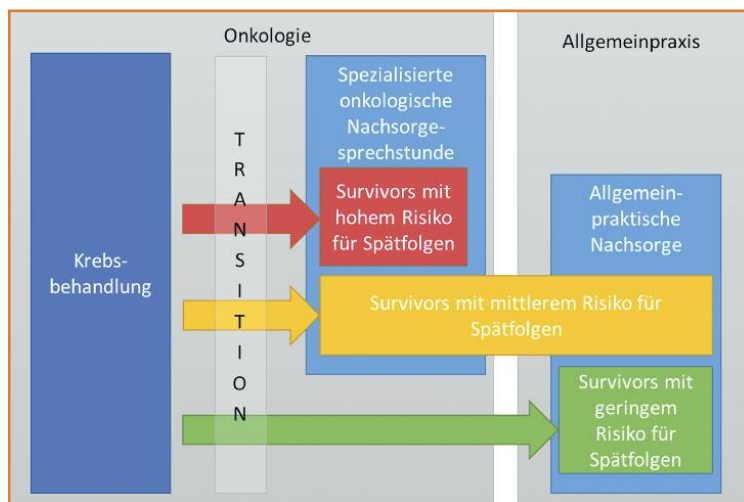 Onkologie
Allgemeinpraxis
Krebs-
behandlung
TRANSITION
Spezialisierte
onkologische
Nachsorge-
sprechstunde
Survivors mit
hohem Risiko
für Spätfolgen
Allgemein-
praktische
Nachsorge
Survivors mit mittlerem Risiko für
Spätfolgen
Survivors mit
geringem
Risiko für
Spätfolgen